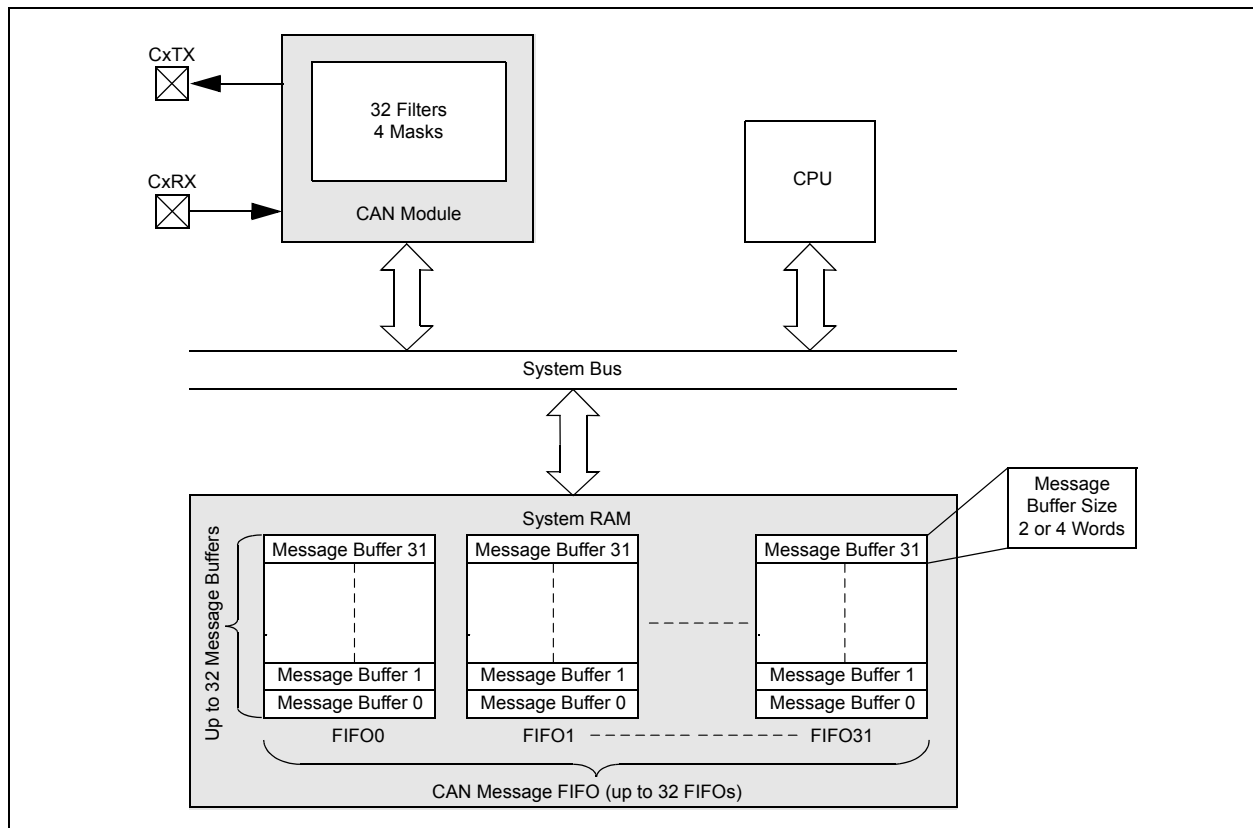 CxTX
32 Filters
4 Masks
CPU
CxRX
CAN Module
System Bus
Message
Buffer Size
2 or 4 Words
System RAM
Up to 32 Message Buffers
Message Buffer 31
Message Buffer 31
Message Buffer 31
Message Buffer 1
Message Buffer 1
Message Buffer 1
Message Buffer 0
Message Buffer 0
Message Buffer 0
FIFO0
FIFO1
FIFO31
CAN Message FIFO (up to 32 FIFOs)